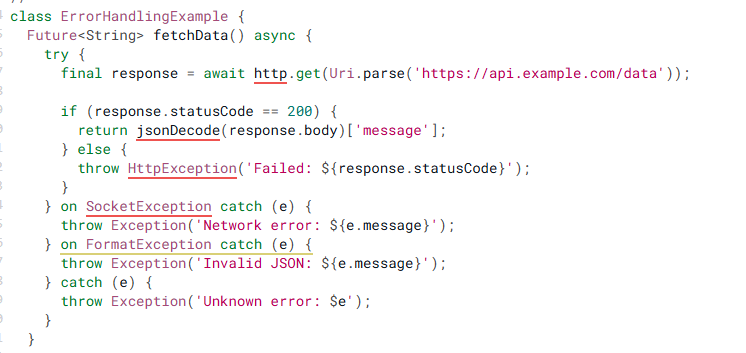 //
class ErrorHandlingExample {
  Future<String> fetchData() async {
    try {
      final response = await http.get(Uri.parse('https://api.example.com/data'));

      if (response.statusCode == 200) {
        return jsonDecode(response.body)['message'];
      } else {
        throw HttpException('Failed: ${response.statusCode}');
      }
    } on SocketException catch (e) {
      throw Exception('Network error: ${e.message}');
    } on FormatException catch (e) {
      throw Exception('Invalid JSON: ${e.message}');
    } catch (e) {
      throw Exception('Unknown error: $e');
    }
  }